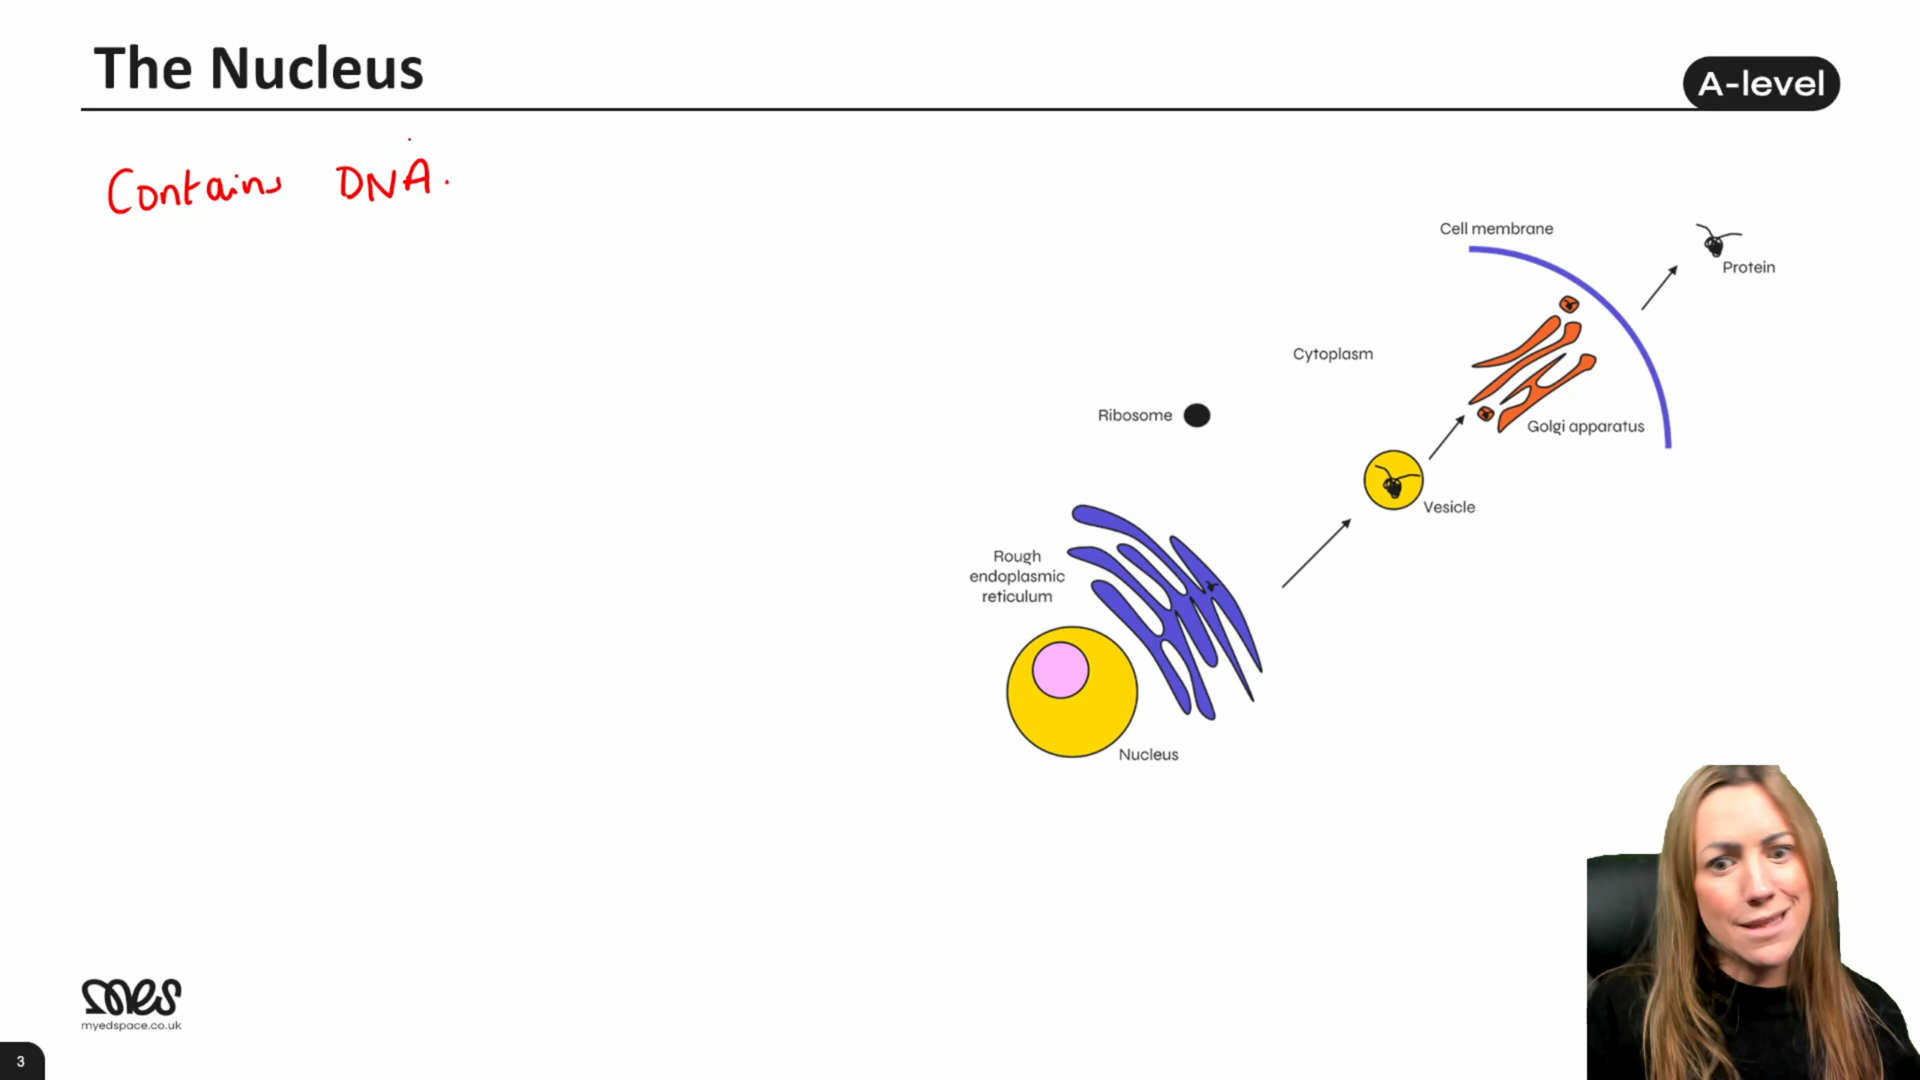 The Nucleus
A-level
Contains DNA.
Cell membrane
Protein
Cytoplasm
Ribosome
Golgi apparatus
Vesicle
Rough
endoplasmic
reticulum
Nucleus
mes
myedspace.co.uk
3